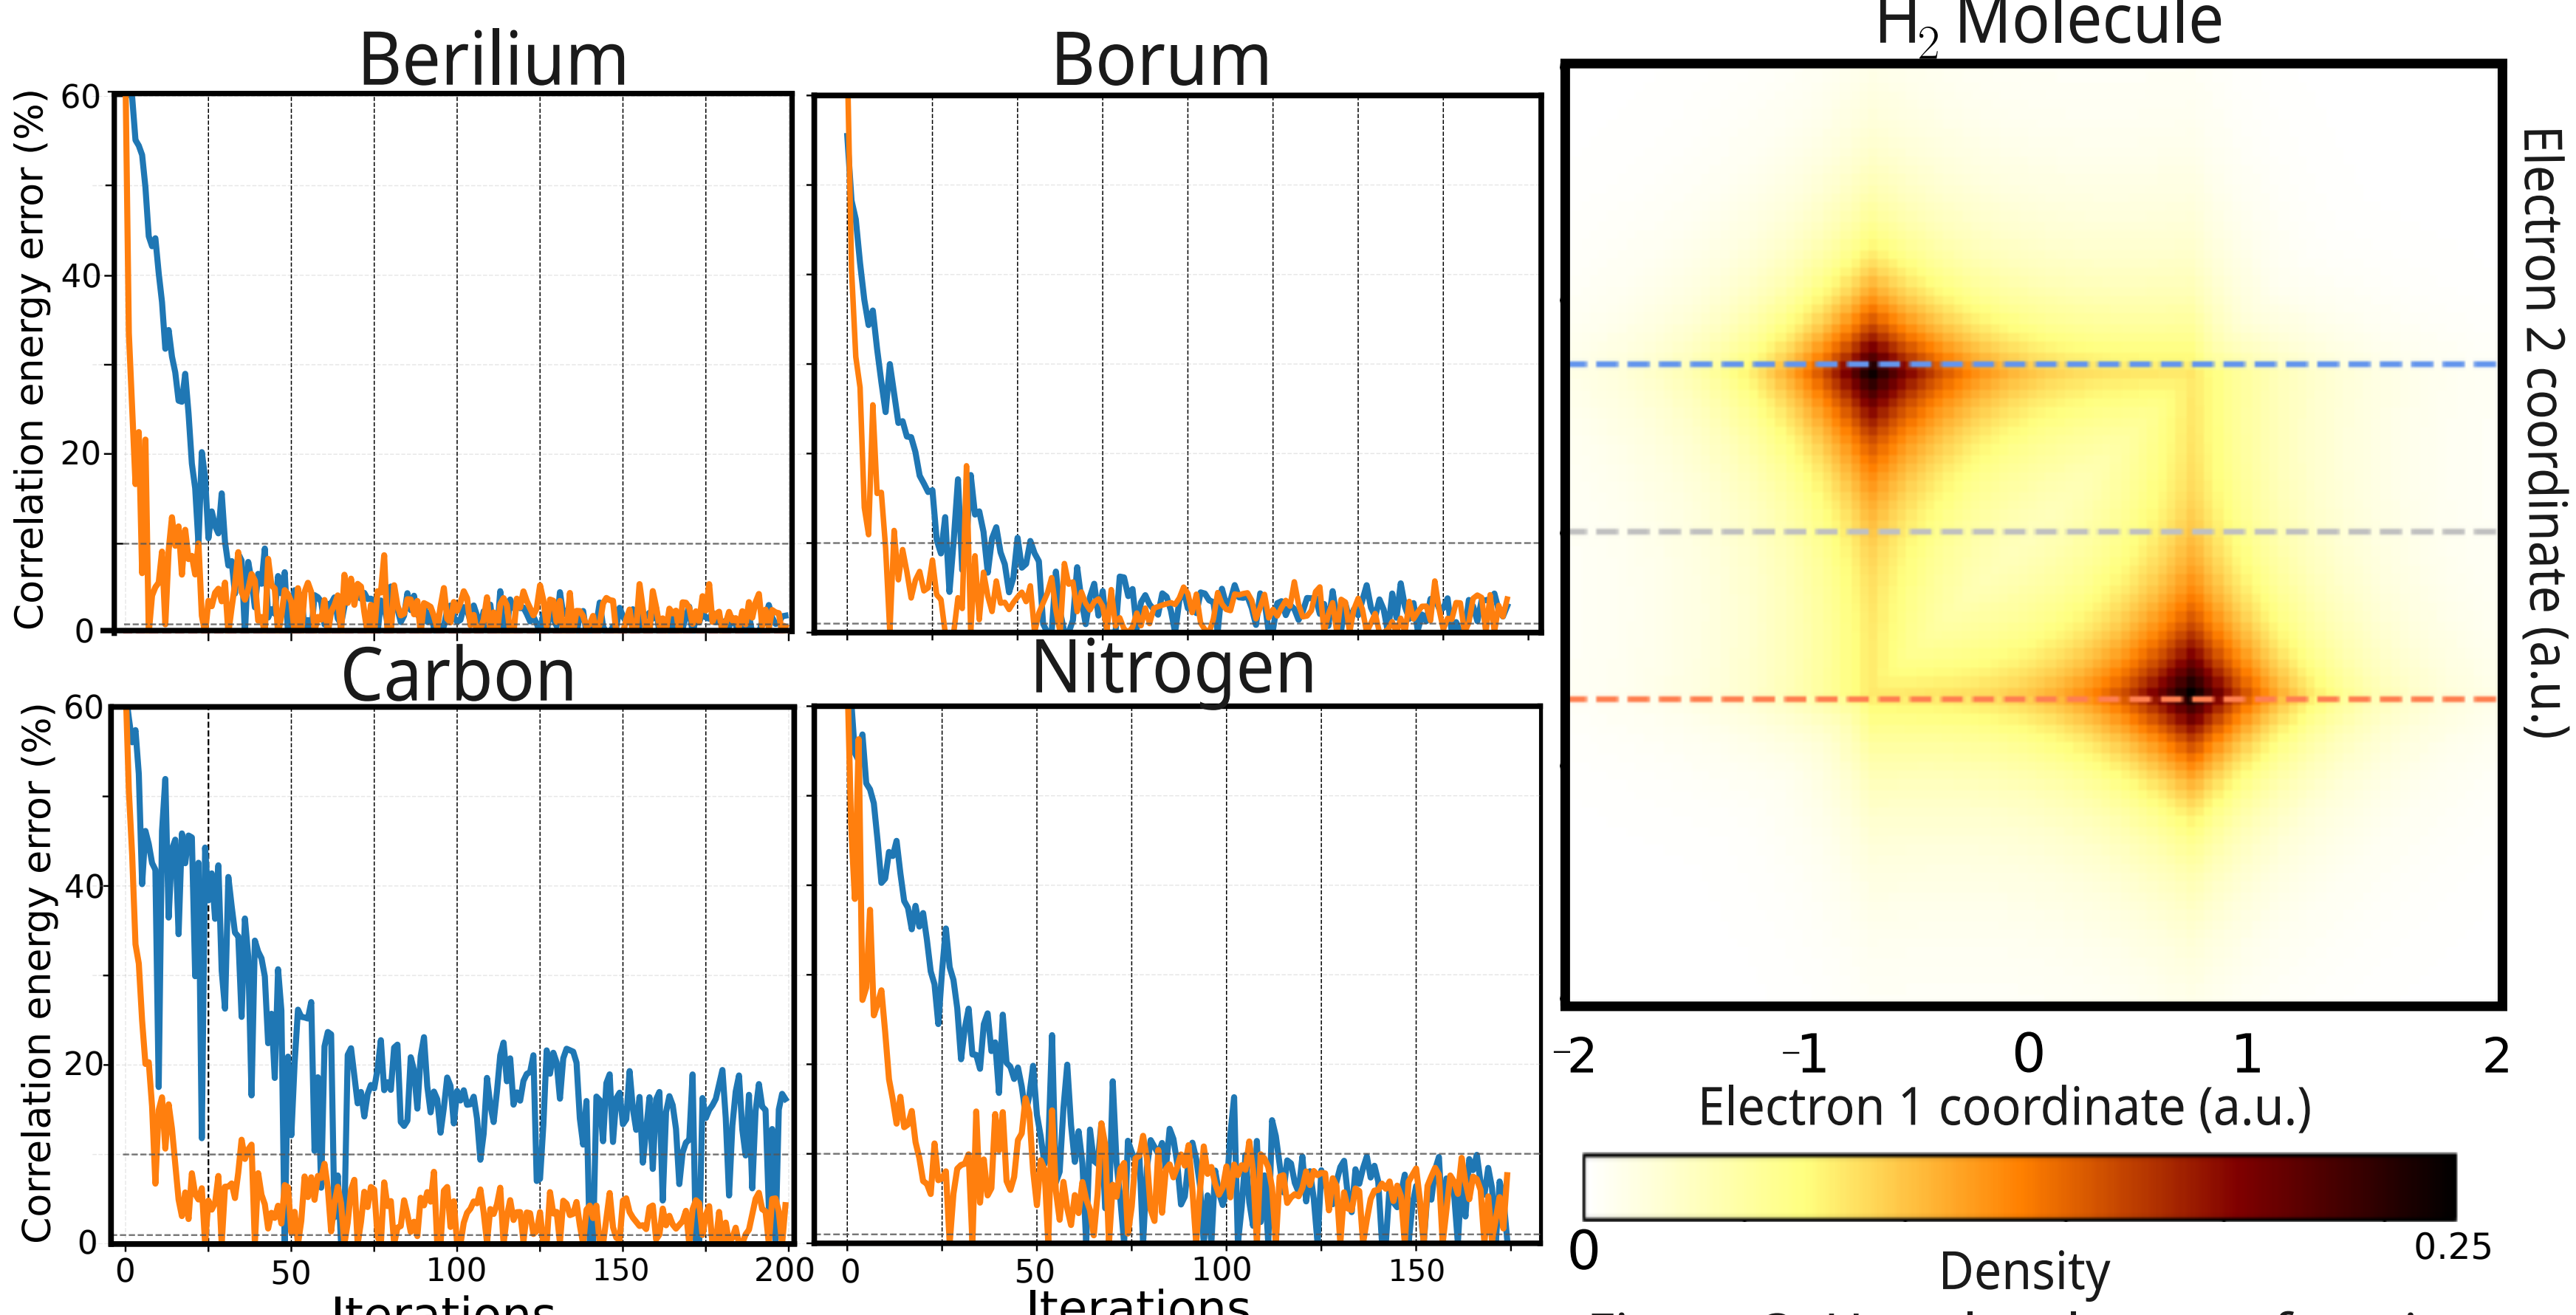 Berilium
Borum
H2 Molecule
Correlation energy error (%)
60
40
20
0
Electron 2 coordinate (a.u.)
Carbon
Nitrogen
Correlation energy error (%)
60
40
20
0
0 50 100 150 200
0 50 100 150
Iterations
Iterations
−2 −1 0 1 2
Electron 1 coordinate (a.u.)
0 0.25
Density